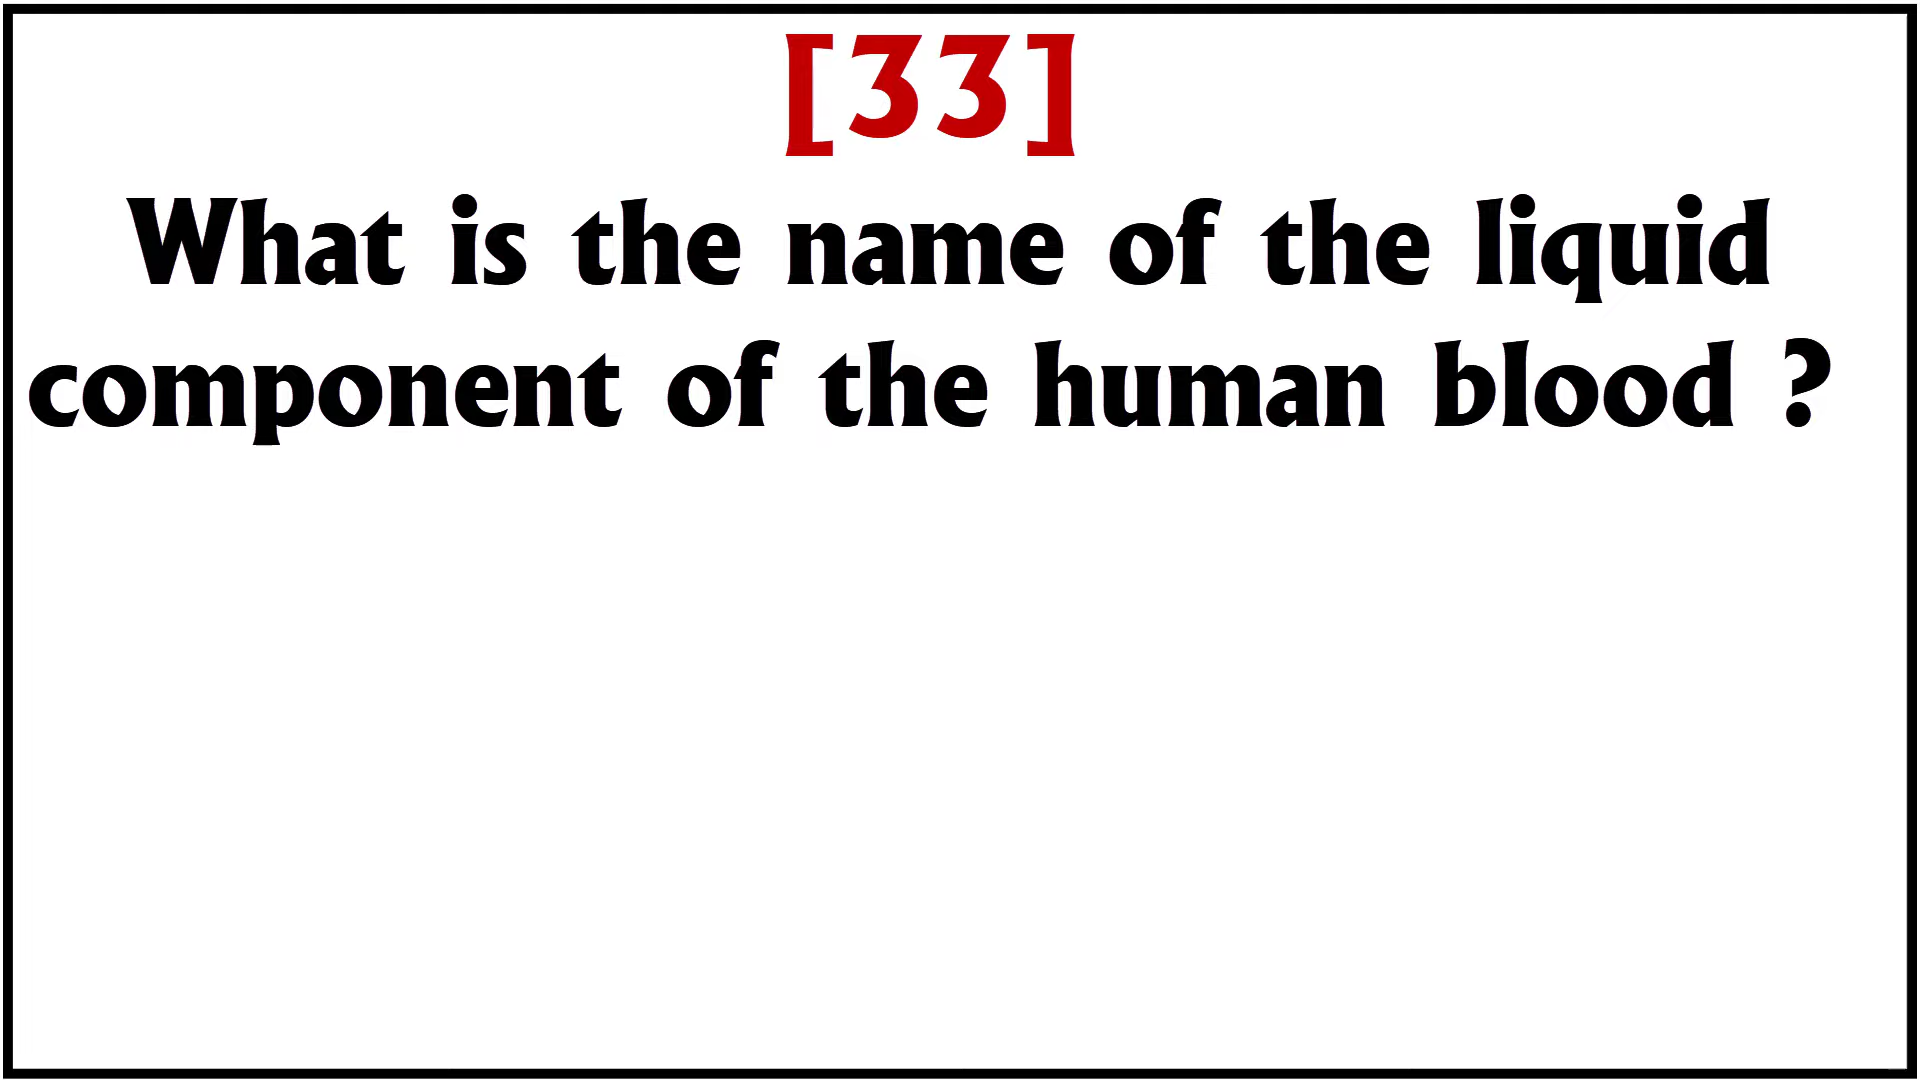 [33]
What is the name of the liquid
component of the human blood ?